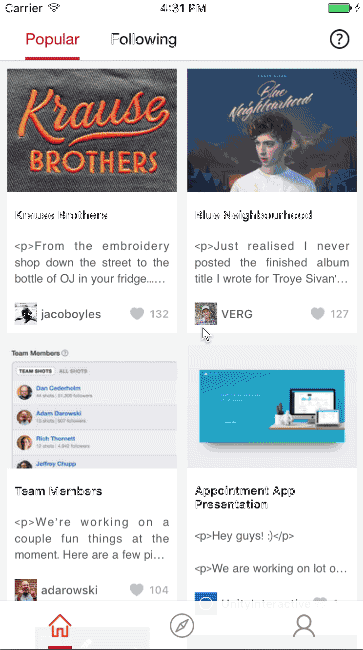 Carrier 4:31 PM
Popular Following ?
Krause
BROTHERS
Blue
Neighbourhood
Krause Brothers
Blue Neighbourhood
<p>From the embroidery
shop down the street to the
bottle of OJ in your fridge......
<p>Just realised I never
posted the finished album
title I wrote for Troye Sivan'...
jacoboyles 132
VERG 127
Team Members ?
TEAM SHOTS ALL SHOTS
Dan Cederholm
Adam Darowski
Rich Thornett
Jeffrey Chupp
Team Members
Appointment App
Presentation
<p>We're working on a
couple fun things at the
moment. Here are a few pi...
<p>Hey guys! :)</p>
<p>We are working on lot o...
adarowski 104